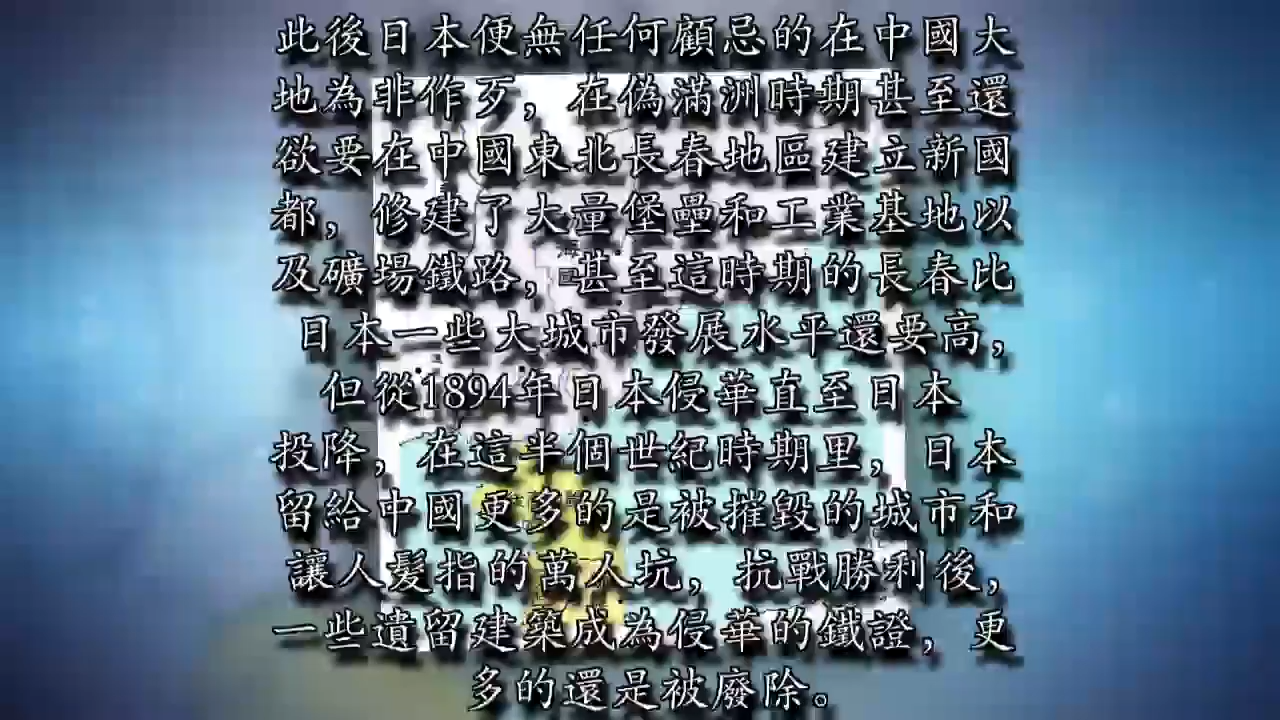 此後日本便無任何顧忌的在中國大
地為非作歹，在偽滿洲時期甚至還
欲要在中國東北長春地區建立新國
都，修建了大量堡壘和工業基地以
及礦場鐵路，甚至這時期的長春比
日本一些大城市發展水平還要高，
但從1894年日本侵華直至日本
投降，在這半個世紀時期里，日本
留給中國更多的是被摧毀的城市和
讓人髮指的萬人坑，抗戰勝利後，
一些遺留建築成為侵華的鐵證，更
多的還是被廢除。